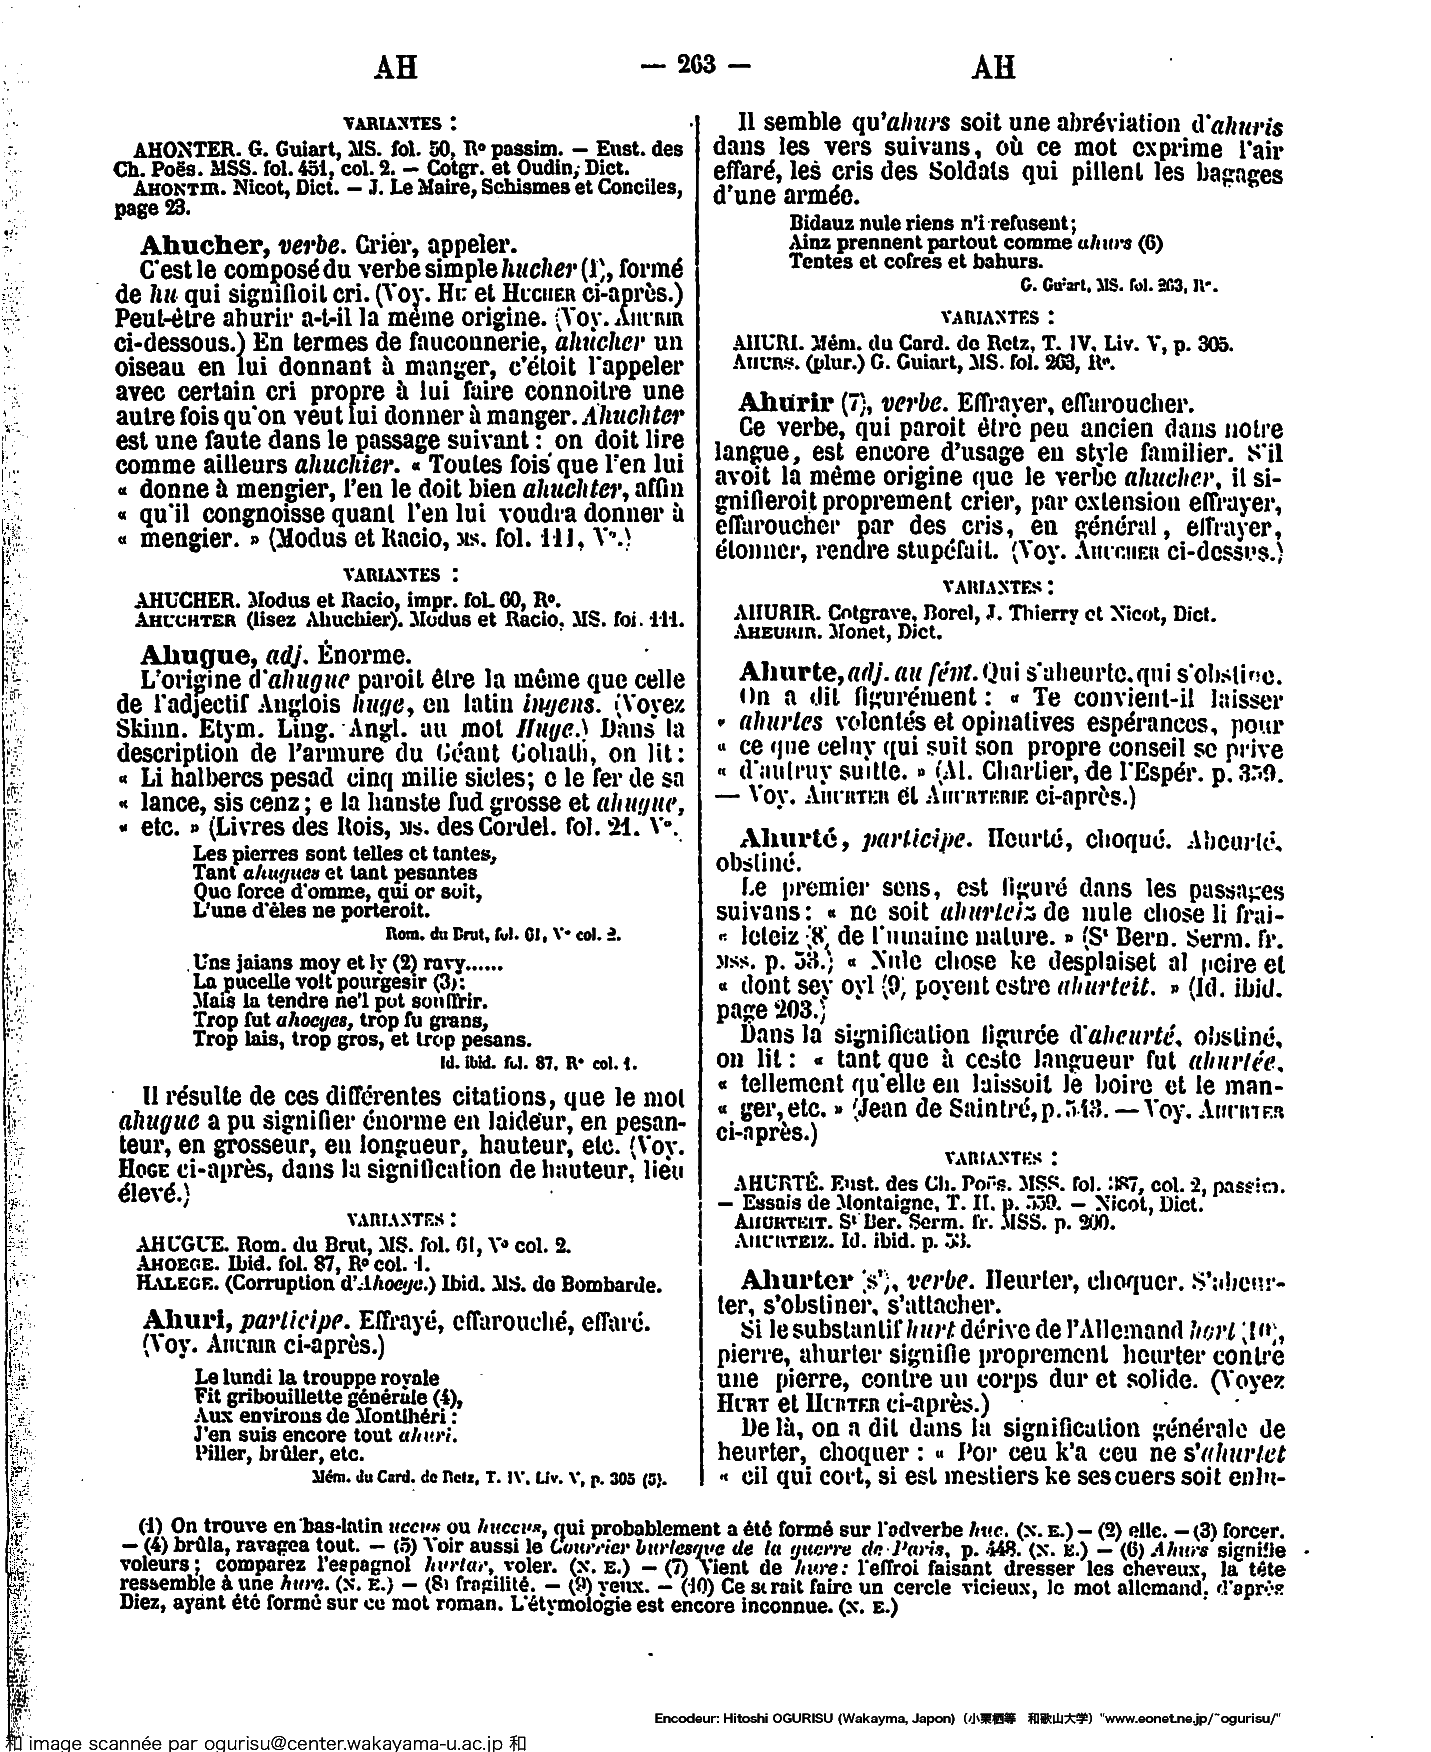 AH
— 263 —
AH
VARIANTES :
AHONTER. G. Guiart, MS. fol. 50, Rº passim. — Eust. des
Ch. Poës. MSS. fol. 451, col. 2. — Cotgr. et Oudin, Dict.
AHONTIR. Nicot, Dict. — J. Le Maire, Schismes et Conciles,
page 23.
Ahucher, verbe. Crier, appeler.
C'est le composé du verbe simple hucher (1), formé
de hu qui signifioit cri. (Voy. HU et HUCHER ci-après.)
Peut-être ahurir a-t-il la même origine. (Voy. AHURIR
ci-dessous.) En termes de fauconnerie, ahucher un
oiseau en lui donnant à manger, c'étoit l'appeler
avec certain cri propre à lui faire connoitre une
autre fois qu'on veut lui donner à manger. Ahuchter
est une faute dans le passage suivant : on doit lire
comme ailleurs ahuchier. « Toutes fois que l'en lui
« donne à mengier, l'en le doit bien ahuchter, affin
« qu'il congnoisse quant l'en lui voudra donner à
« mengier. » (Modus et Racio, MS. fol. 111, Vº.)
VARIANTES :
AHUCHER. Modus et Racio, impr. fol. 60, Rº.
AHUCHTER (lisez Ahuchier). Modus et Racio, MS. fol. 111.
Ahugue, adj. Énorme.
L'origine d'ahugue paroit être la même que celle
de l'adjectif Anglois huge, en latin ingens. (Voyez
Skinn. Etym. Ling. Angl. au mot Huge.) Dans la
description de l'armure du Géant Goliath, on lit :
« Li halbercs pesad cinq milie sicles; e le fer de sa
« lance, sis cenz; e la hanste fud grosse et ahugue,
« etc. » (Livres des Rois, MS. des Cordel. fol. 21. Vº.
Les pierres sont telles et tantes,
Tant ahugues et tant pesantes
Que force d'omme, qui or soit,
L'une d'èles ne porteroit.
Rom. du Brut, fol. 61, Vº col. 2.
Uns jaians moy et ly (2) ravy......
La pucelle volt pourgesir (3):
Mais la tendre ne'l pot souffrir.
Trop fut ahoeges, trop fu grans,
Trop lais, trop gros, et trop pesans.
Id. ibid. fol. 87, Rº col. 1.
Il résulte de ces différentes citations, que le mot
ahugue a pu signifier énorme en laideur, en pesan-
teur, en grosseur, en longueur, hauteur, etc. (Voy.
HOGE ci-après, dans la signification de hauteur, lieu
élevé.)
VARIANTES :
AHUGUE. Rom. du Brut, MS. fol. 61, Vº col. 2.
AHOEGE. Ibid. fol. 87, Rº col. 1.
HALEGE. (Corruption d'Ahoege.) Ibid. MS. de Bombarde.
Ahuri, participe. Effrayé, effarouché, effaré.
(Voy. AHURIR ci-après.)
Le lundi la trouppe royale
Fit gribouillette générale (4),
Aux environs de Montlhéri :
J'en suis encore tout ahuri.
Piller, brûler, etc.
Mém. du Card. de Retz, T. IV, Liv. V, p. 305 (5).
Il semble qu'ahurs soit une abréviation d'ahuris
dans les vers suivans, où ce mot exprime l'air
effaré, les cris des Soldats qui pillent les bagages
d'une armée.
Bidauz nule riens n'i refusent;
Ainz prennent partout comme ahurs (6)
Tentes et cofres et bahurs.
G. Guiart, MS. fol. 263, Rº.
VARIANTES :
AHURI. Mém. du Card. de Retz, T. IV, Liv. V, p. 305.
AHURS. (plur.) G. Guiart, MS. fol. 263, Rº.
Ahurir (7), verbe. Effrayer, effaroucher.
Ce verbe, qui paroit être peu ancien dans notre
langue, est encore d'usage en style familier. S'il
avoit la même origine que le verbe ahucher, il si-
gnifieroit proprement crier, par extension effrayer,
effaroucher par des cris, en général, effrayer,
étonner, rendre stupéfait. (Voy. AHUCHER ci-dessus.)
VARIANTES :
AHURIR. Cotgrave, Borel, J. Thierry et Nicot, Dict.
AHEURIR. Monet, Dict.
Ahurte, adj. au fém. Qui s'aheurte, qui s'obstine.
On a dit figurément : « Te convient-il laisser
« ahurtes volentés et opinatives espérances, pour
« ce que celuy qui suit son propre conseil se prive
« d'autruy suitte. » (Al. Chartier, de l'Espér. p. 359.
— Voy. AHURTER et AHURTERIE ci-après.)
Ahurté, participe. Heurté, choqué. Aheurté,
obstiné.
Le premier sens, est figuré dans les passages
suivans : « ne soit ahurteiz de nule chose li frai-
« leteiz (8) de l'umaine nature. » (St Bern. Serm. fr.
MSS. p. 53.) « Nule chose ke desplaiset al peire et
« dont sey oyl (9) poyent estre ahurteit. » (Id. ibid.
page 203.)
Dans la signification figurée d'aheurté, obstiné,
on lit : « tant que à ceste langueur fut ahurtée,
« tellement qu'elle en laissoit le boire et le man-
« ger, etc. » (Jean de Saintré, p. 548. — Voy. AHURTER
ci-après.)
VARIANTES :
AHURTÉ. Eust. des Ch. Poës. MSS. fol. 387, col. 2, passim.
— Essais de Montaigne, T. II, p. 559. — Nicot, Dict.
AHURTEIT. St Ber. Serm. fr. MSS. p. 200.
AHURTEIZ. Id. ibid. p. 53.
Ahurter (s'), verbe. Heurter, choquer. S'aheur-
ter, s'obstiner, s'attacher.
Si le substantif hurt dérive de l'Allemand hort (10),
pierre, ahurter signifie proprement heurter contre
une pierre, contre un corps dur et solide. (Voyez
HURT et HURTER ci-après.)
De là, on a dit dans la signification générale de
heurter, choquer : « Por ceu k'a ceu ne s'ahurtet
« cil qui cort, si est mestiers ke ses cuers soit enlu-
(1) On trouve en bas-latin uccus ou huccus, qui probablement a été formé sur l'adverbe huc. (N. E.) — (2) elle. — (3) forcer.
— (4) brûla, ravagea tout. — (5) Voir aussi le Courrier burlesque de la guerre de Paris, p. 448. (N. E.) — (6) Ahurs signifie
voleurs ; comparez l'espagnol hurtar, voler. (N. E.) — (7) Vient de hure : l'effroi faisant dresser les cheveux, la tête
ressemble à une hure. (N. E.) — (8) fragilité. — (9) yeux. — (10) Ce serait faire un cercle vicieux, le mot allemand, d'après
Diez, ayant été formé sur ce mot roman. L'étymologie est encore inconnue. (N. E.)
Encodeur: Hitoshi OGURISU (Wakayma, Japon) (小栗栖等 和歌山大学) "www.eonet.ne.jp/~ogurisu/"
和 image scannée par ogurisu@center.wakayama-u.ac.jp 和